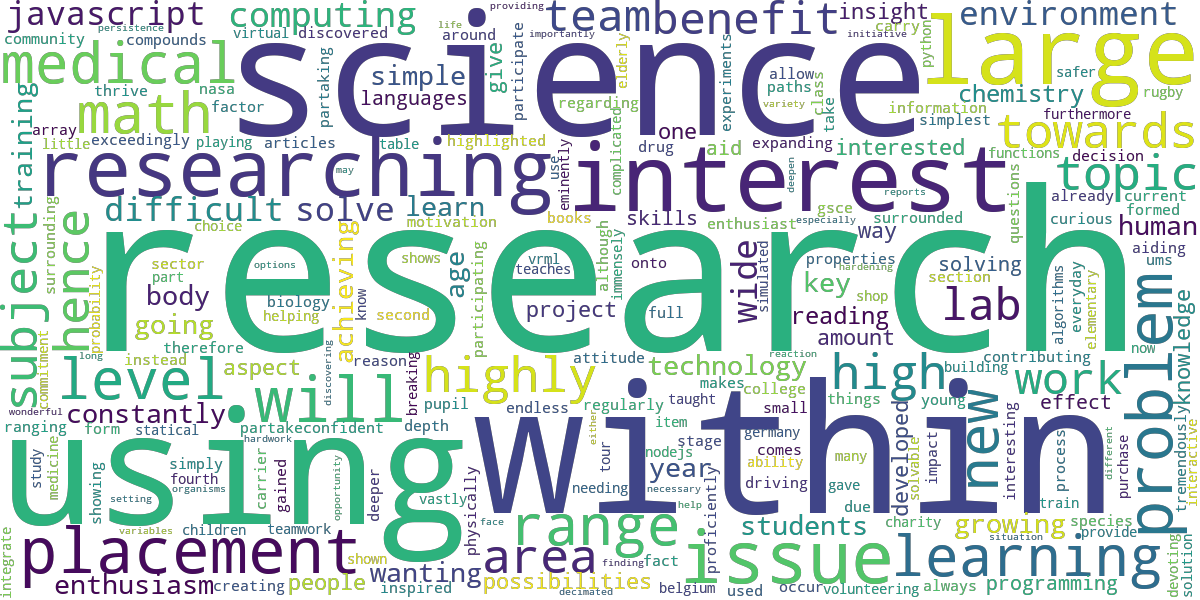 javascript
computing
providing
persistence
community
compounds
virtual
discovered
life
around
science
team
benefit
importantly
initiative
insight
carry
python
environment
large
medical
thrive
nasa
factor
math
partaking
simple
languages
give
participate
elderly
experiments
allow
paths
variety
class
take
information
simplest
chemistry
safer
rugby
furthermore
towards
training
array
little
exceedingly
playing
articles
table
highlighted
regarding
one
drug
aid
expanding
interested
functions
decision
researching
may
use
eminently
complicated
interest
deepen
topic
difficult
solve
learn
choice
motivation
books
skills
enthusiast
especially
gsce
surrounded
reports
way
questions
already
current
curious
formed
human
subject
hence
surrounding
probability
sector
part
options
body
biology
helping
achieving
know
shows
second
age
participating
vrml
teaches
although
immensely
onto
project
full
wide
simulated
properties
hardening
key
shop
section
solving
reading
amount
lab
algorithms
everyday
elementary
aiding
ums
research
commitment
going
therefore
instead
long
aspect
discovering
reason
breaking
attitude
reaction
technology
building
contributing
now
problem
knowledge
level
highly
makes
college
high
young
work
wonderful
constantly
will
pupil
endless
regularly
taught
small
things
effect
ranging
form
statical
partake
confident
hardwork
depth
either
item
stage
germany
comes
ability
many
developed
solvable
impact
new
interesting
process
different
purchase
tremendously
interactive
study
medicine
simply
fourth
organisms
carrier
gained
opportunity
deeper
using
vastly
within
tour
nodejs
year
needing
necessary
driving
gave
due
train
showing
setting
variables
children
teamwork
physically
face
help
range
proficiently
students
charity
growing
situation
species
provide
integrate
placement
shown
area
finding
fact
issue
learning
solution
devoting
enthusiasm
creating
people
wanting
inspired
possibilities
decimated
belgium
used
occur
volunteering
always
programming